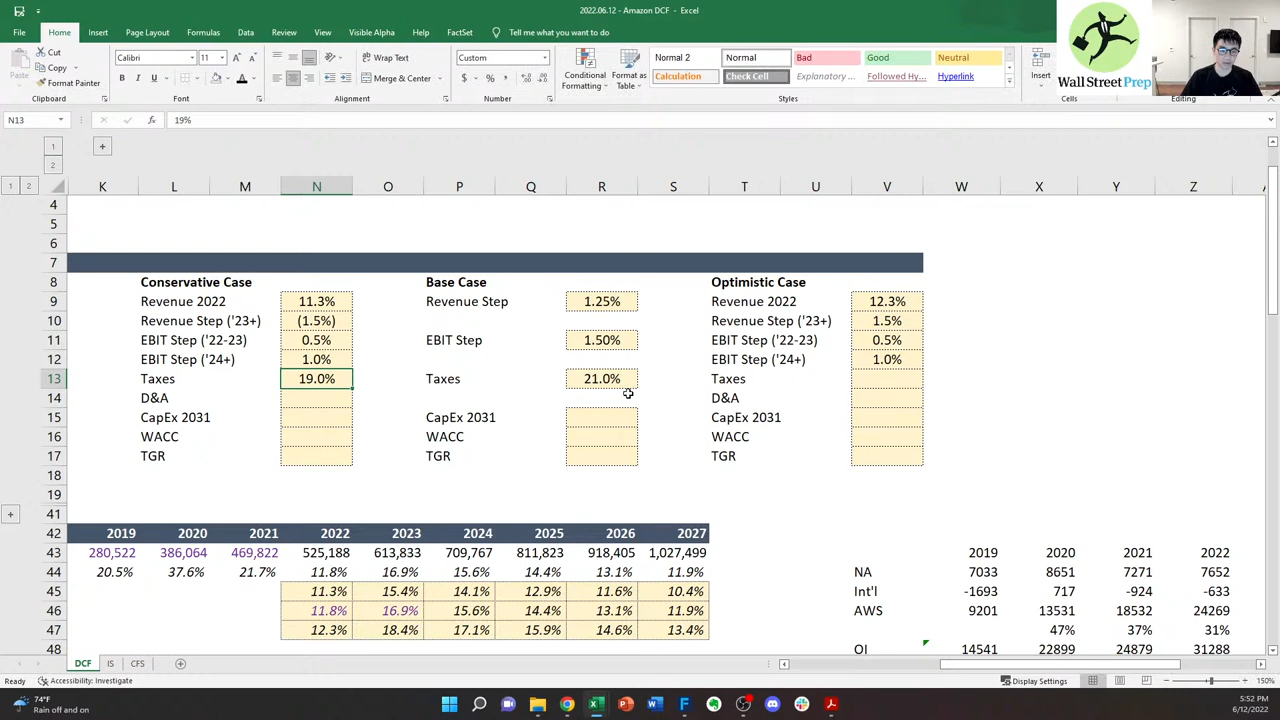 2022.06.12 - Amazon DCF - Excel
File Home Insert Page Layout Formulas Data Review View Visible Alpha Help FactSet Tell me what you want to do
Paste Cut Copy Format Painter Clipboard
Calibri 11 B I U A A A Font
Wrap Text Merge & Center Alignment
Custom $ % , Number
Conditional Formatting Format as Table
Normal 2 Normal Bad Good Neutral
Calculation Check Cell Explanatory ... Followed Hy... Hyperlink Styles
Insert Cells Editing
Wall Street Prep
N13 fx 19%
1 2
1 2 K L M N O P Q R S T U V W X Y Z
4
5
6
7
8 Conservative Case Base Case Optimistic Case
9 Revenue 2022 11.3% Revenue Step 1.25% Revenue 2022 12.3%
10 Revenue Step ('23+) (1.5%) Revenue Step ('23+) 1.5%
11 EBIT Step ('22-23) 0.5% EBIT Step 1.50% EBIT Step ('22-23) 0.5%
12 EBIT Step ('24+) 1.0% EBIT Step ('24+) 1.0%
13 Taxes 19.0% Taxes 21.0% Taxes
14 D&A D&A
15 CapEx 2031 CapEx 2031 CapEx 2031
16 WACC WACC WACC
17 TGR TGR TGR
18
19
41
42 2019 2020 2021 2022 2023 2024 2025 2026 2027
43 280,522 386,064 469,822 525,188 613,833 709,767 811,823 918,405 1,027,499 2019 2020 2021 2022
44 20.5% 37.6% 21.7% 11.8% 16.9% 15.6% 14.4% 13.1% 11.9% NA 7033 8651 7271 7652
45 11.3% 15.4% 14.1% 12.9% 11.6% 10.4% Int'l -1693 717 -924 -633
46 11.8% 16.9% 15.6% 14.4% 13.1% 11.9% AWS 9201 13531 18532 24269
47 12.3% 18.4% 17.1% 15.9% 14.6% 13.4% 47% 37% 31%
48 OI 14541 22899 24879 31288
DCF IS CFS
Accessibility: Investigate Display Settings 150%
74°F
Rain off and on
5:52 PM
6/12/2022